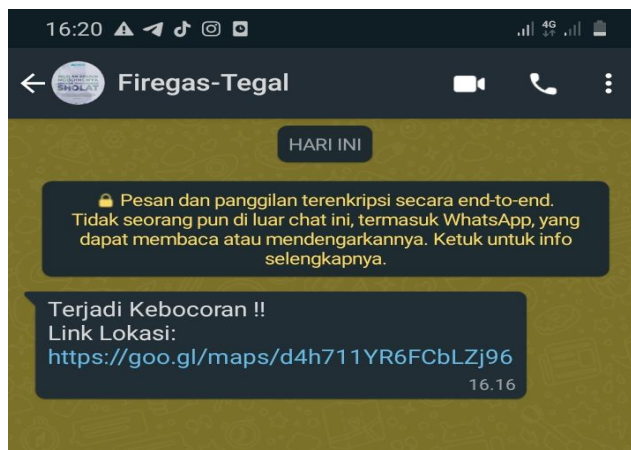 16:20
4G
Firegas-Tegal
SHOLAT
HARI INI
Pesan dan panggilan terenkripsi secara end-to-end.
Tidak seorang pun di luar chat ini, termasuk WhatsApp, yang
dapat membaca atau mendengarkannya. Ketuk untuk info
selengkapnya.
Terjadi Kebocoran !!
Link Lokasi:
https://goo.gl/maps/d4h711YR6FCbLZj96
16.16